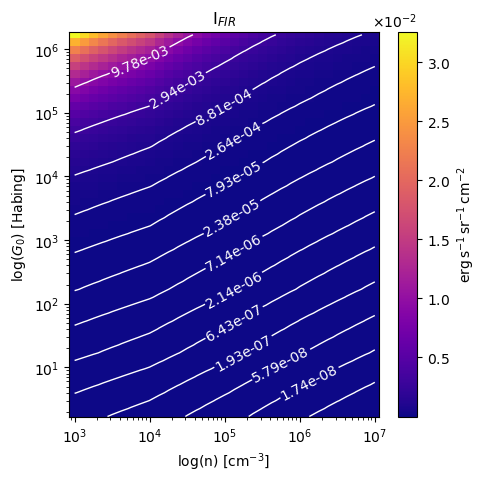 I_{FIR}
×10^{−2}
10^{6}
10^{5}
10^{4}
10^{3}
10^{2}
10^{1}
log(G_{0}) [Habing]
9.78e-03
2.94e-03
8.81e-04
2.64e-04
7.93e-05
2.38e-05
7.14e-06
2.14e-06
6.43e-07
1.93e-07
5.79e-08
1.74e-08
10^{3} 10^{4} 10^{5} 10^{6} 10^{7}
log(n) [cm^{−3}]
3.0
2.5
2.0
1.5
1.0
0.5
erg s^{−1} sr^{−1} cm^{−2}